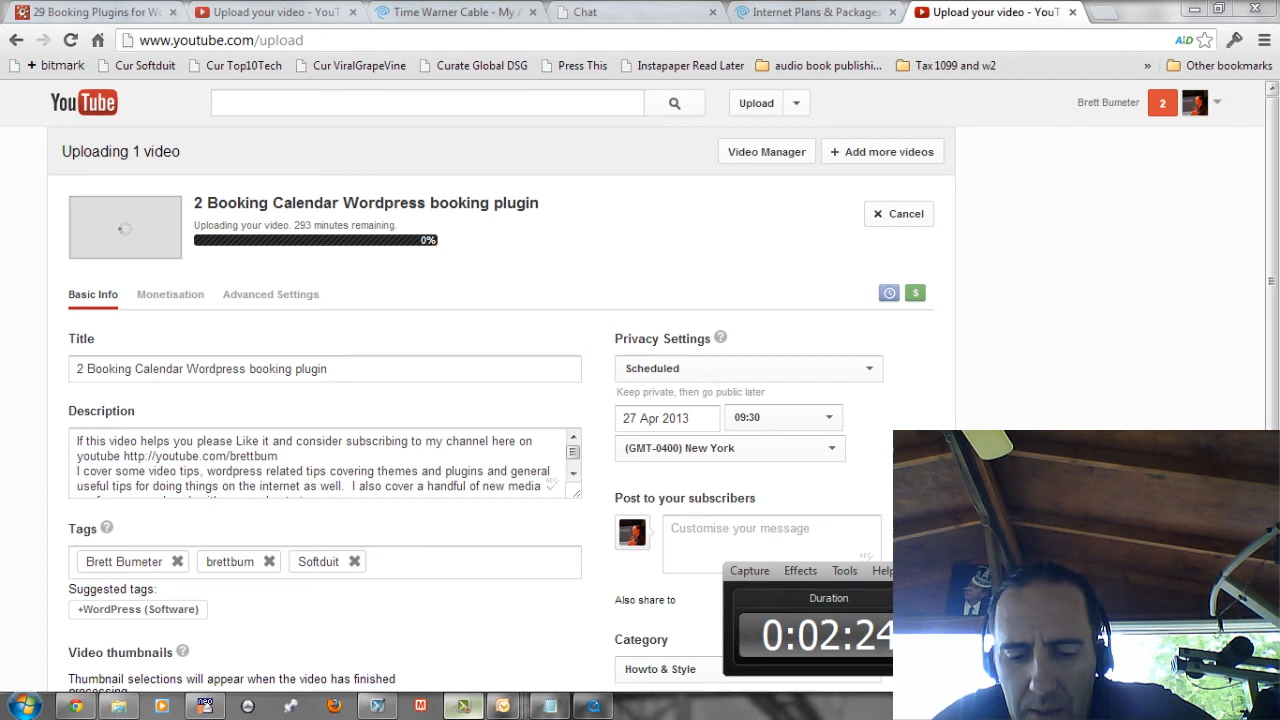 29 Booking Plugins for Wo
Upload your video - YouT
Time Warner Cable - My A
Chat
Internet Plans & Packages
Upload your video - YouT
www.youtube.com/upload
+ bitmark
Cur Softduit
Cur Top10Tech
Cur ViralGrapeVine
Curate Global DSG
Press This
Instapaper Read Later
audio book publishi...
Tax 1099 and w2
»
Other bookmarks
YouTube
Upload
Brett Bumeter
2
Uploading 1 video
Video Manager
+ Add more videos
2 Booking Calendar Wordpress booking plugin
Uploading your video. 293 minutes remaining.
0%
Cancel
Basic Info
Monetisation
Advanced Settings
$
Title
2 Booking Calendar Wordpress booking plugin
Description
If this video helps you please Like it and consider subscribing to my channel here on
youtube http://youtube.com/brettbum
I cover some video tips, wordpress related tips covering themes and plugins and general
useful tips for doing things on the internet as well. I also cover a handful of new media
Tags ?
Brett Bumeter
brettbum
Softduit
Suggested tags:
+WordPress (Software)
Video thumbnails ?
Thumbnail selections will appear when the video has finished
Privacy Settings ?
Scheduled
Keep private, then go public later
27 Apr 2013
09:30
(GMT-0400) New York
Post to your subscribers
Customise your message
Also share to
Category
Howto & Style
Capture
Effects
Tools
Help
Duration
0:02:24